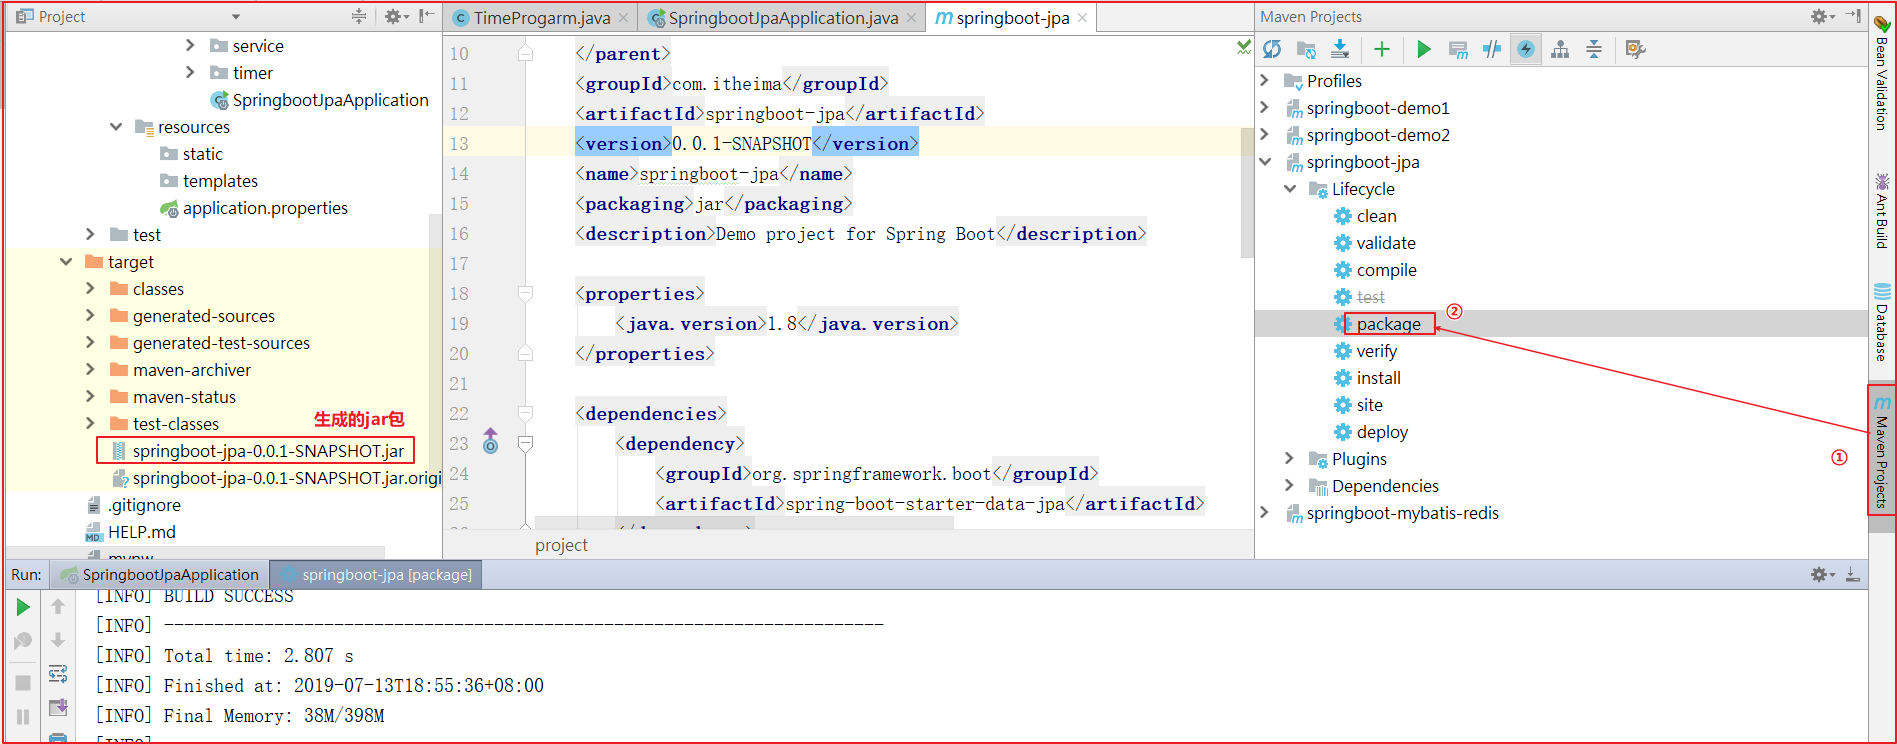 Project
service
timer
SpringbootJpaApplication
resources
static
templates
application.properties
test
target
classes
generated-sources
generated-test-sources
maven-archiver
maven-status
test-classes
生成的jar包
springboot-jpa-0.0.1-SNAPSHOT.jar
springboot-jpa-0.0.1-SNAPSHOT.jar.origi
.gitignore
HELP.md
TimeProgarm.java
SpringbootJpaApplication.java
springboot-jpa
10 </parent>
11 <groupId>com.itheima</groupId>
12 <artifactId>springboot-jpa</artifactId>
13 <version>0.0.1-SNAPSHOT</version>
14 <name>springboot-jpa</name>
15 <packaging>jar</packaging>
16 <description>Demo project for Spring Boot</description>
17
18 <properties>
19 <java.version>1.8</java.version>
20 </properties>
21
22 <dependencies>
23 <dependency>
24 <groupId>org.springframework.boot</groupId>
25 <artifactId>spring-boot-starter-data-jpa</artifactId>
project
Maven Projects
Profiles
springboot-demo1
springboot-demo2
springboot-jpa
Lifecycle
clean
validate
compile
test
package
②
verify
install
site
deploy
①
Plugins
Dependencies
springboot-mybatis-redis
Bean Validation
Ant Build
Database
Maven Projects
Run:
SpringbootJpaApplication
springboot-jpa [package]
[INFO] BUILD SUCCESS
[INFO] ------------------------------------------------------------------------
[INFO] Total time: 2.807 s
[INFO] Finished at: 2019-07-13T18:55:36+08:00
[INFO] Final Memory: 38M/398M